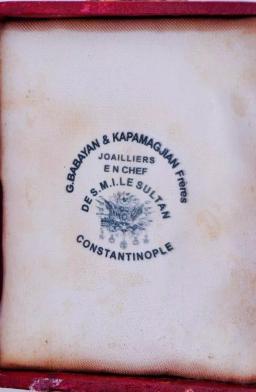 G.BABAYAN & KAPAMAGJIAN Frères
JOAILLIERS
EN CHEF
DE S.M.I. LE SULTAN
CONSTANTINOPLE